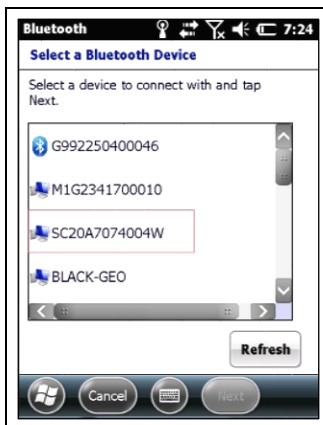 Bluetooth 7:24
Select a Bluetooth Device
Select a device to connect with and tap
Next.
G992250400046
M1G2341700010
SC20A7074004W
BLACK-GEO
Refresh
Cancel Next